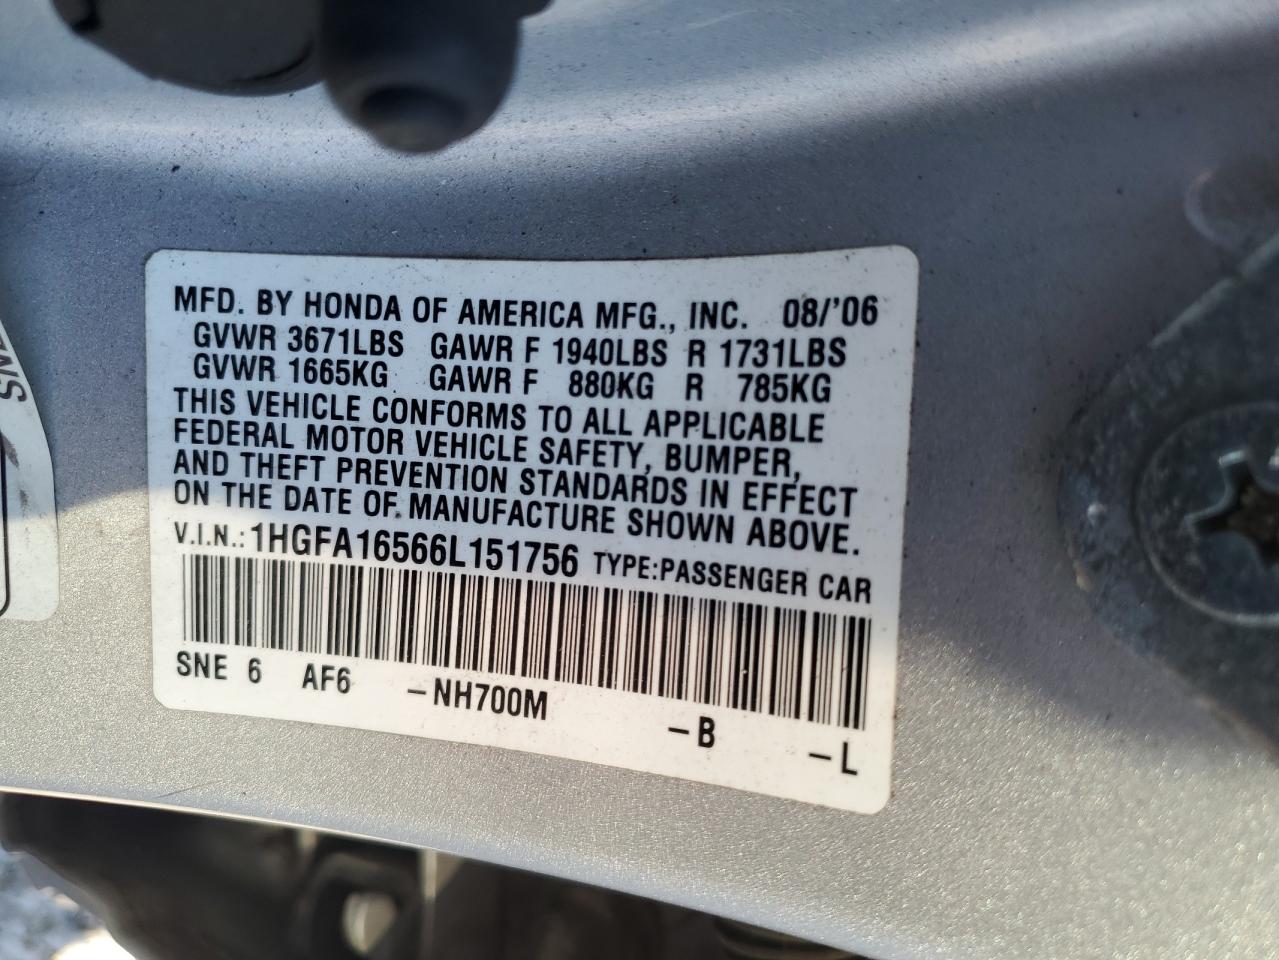 MFD. BY HONDA OF AMERICA MFG., INC. 08/'06
GVWR 3671LBS GAWR F 1940LBS R 1731LBS
GVWR 1665KG GAWR F 880KG R 785KG
THIS VEHICLE CONFORMS TO ALL APPLICABLE
FEDERAL MOTOR VEHICLE SAFETY, BUMPER,
AND THEFT PREVENTION STANDARDS IN EFFECT
ON THE DATE OF MANUFACTURE SHOWN ABOVE.
V.I.N.: 1HGFA16566L151756 TYPE:PASSENGER CAR
SNE 6 AF6 -NH700M -B -L